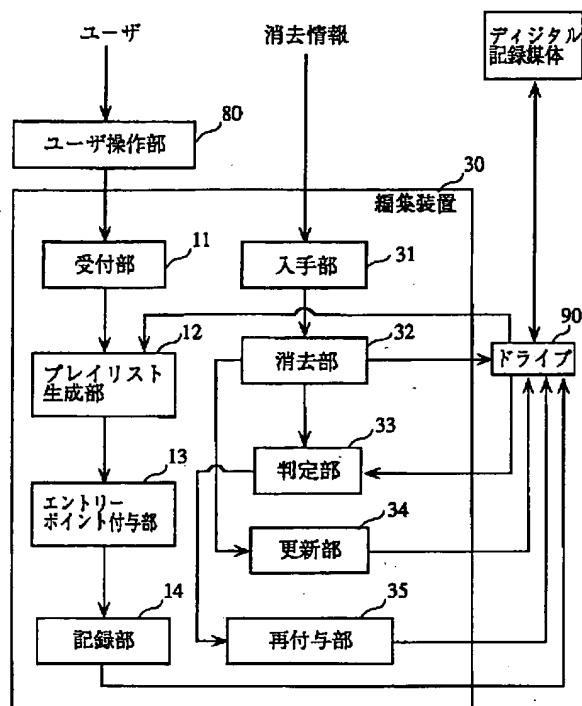 ユーザ
消去情報
ディジタル
記録媒体
80
ユーザ操作部
30
編集装置
11
受付部
31
入手部
12
プレイリスト
生成部
32
消去部
90
ドライブ
33
判定部
13
エントリー
ポイント付与部
34
更新部
14
記録部
35
再付与部